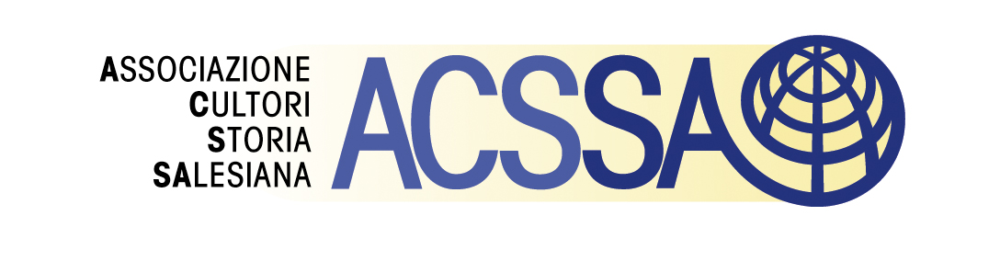 ASSOCIAZIONE
CULTORI
STORIA
SALESIANA
ACSSA